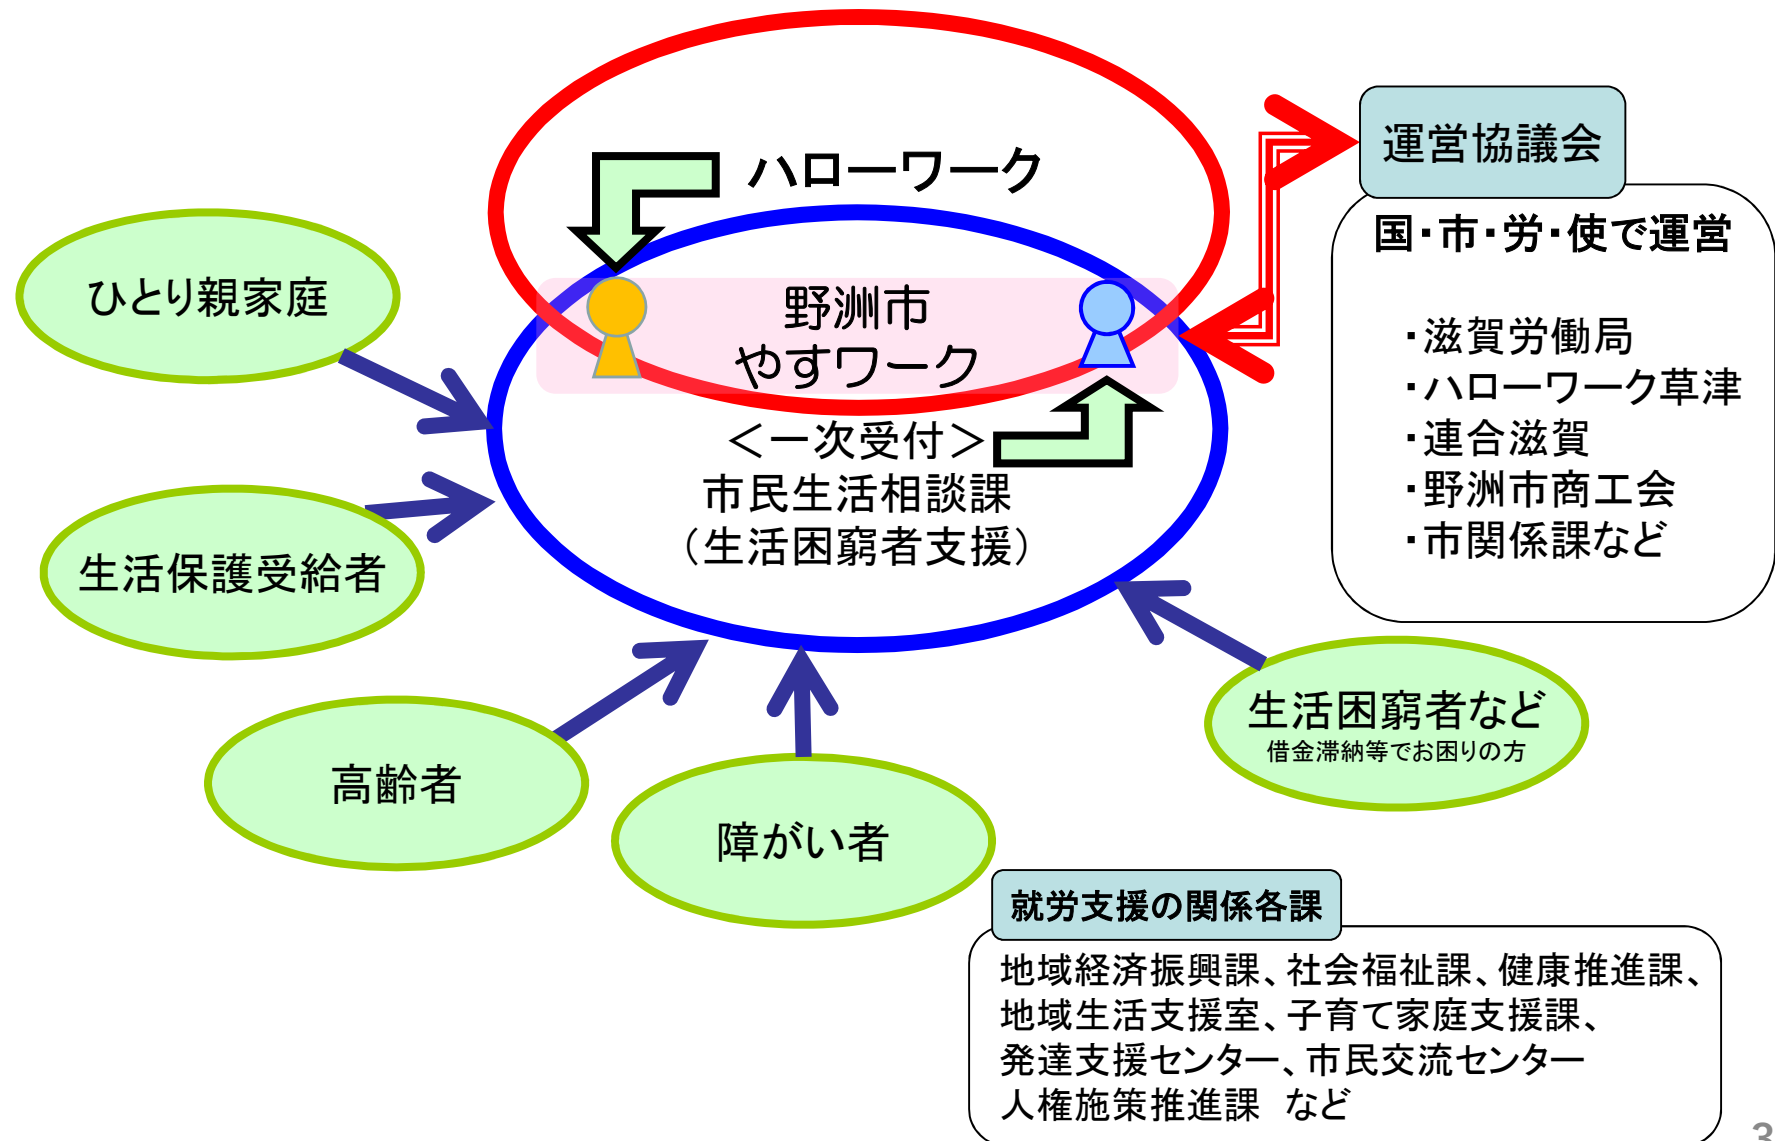 ハローワーク
野洲市
やすワーク
＜一次受付＞
市民生活相談課
（生活困窮者支援）
運営協議会
国・市・労・使で運営
・滋賀労働局
・ハローワーク草津
・連合滋賀
・野洲市商工会
・市関係課など
ひとり親家庭
生活保護受給者
高齢者
障がい者
生活困窮者など
借金滞納等でお困りの方
就労支援の関係各課
地域経済振興課、社会福祉課、健康推進課、
地域生活支援室、子育て家庭支援課、
発達支援センター、市民交流センター
人権施策推進課　など
3